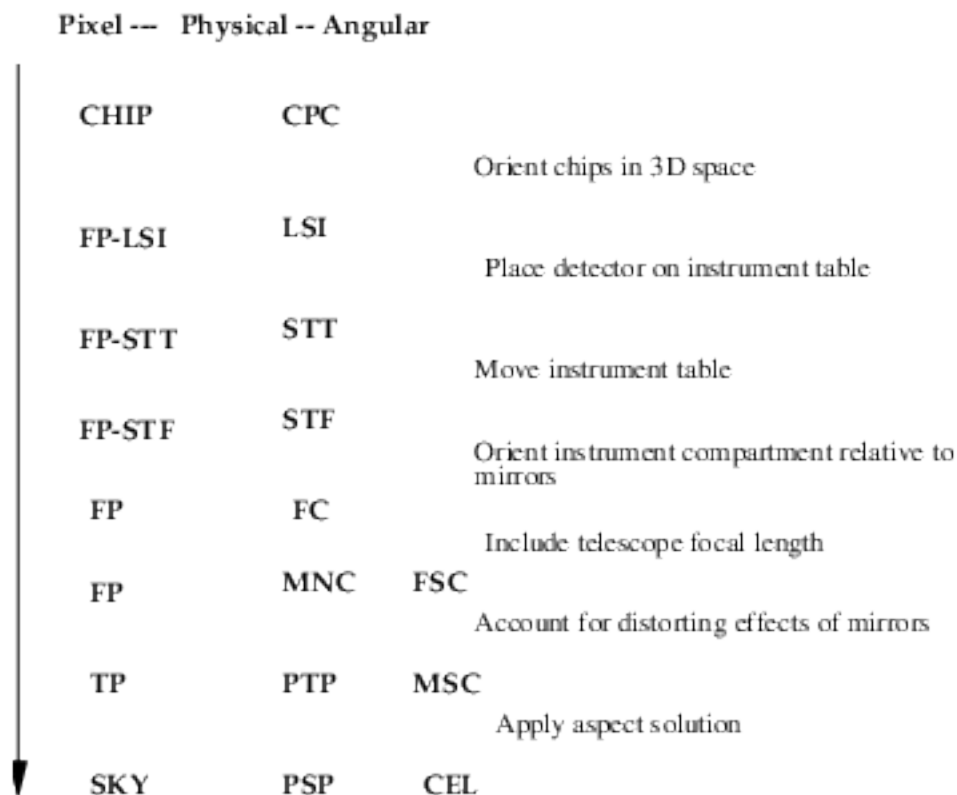 Pixel --- Physical -- Angular
CHIP CPC
Orient chips in 3D space
FP-LSI LSI
Place detector on instrument table
FP-STT STT
Move instrument table
FP-STF STF
Orient instrument compartment relative to
mirrors
FP FC
Include telescope focal length
FP MNC FSC
Account for distorting effects of mirrors
TP PTP MSC
Apply aspect solution
SKY PSP CEL